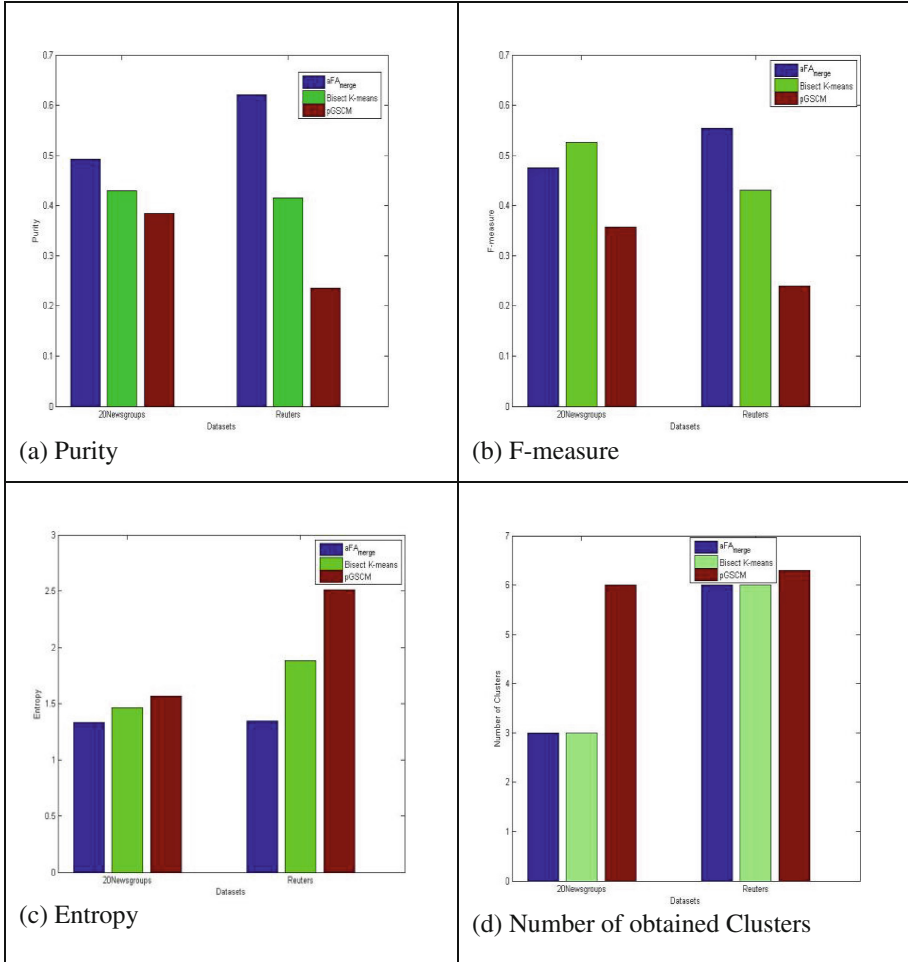 0.7
0.6
0.5
0.4
0.3
0.2
0.1
0
Purity
aFAmerge
Bisect K-means
pGSCM
20Newsgroups
Reuters
Datasets
(a) Purity
0.7
0.6
0.5
0.4
0.3
0.2
0.1
0
F-measure
aFAmerge
Bisect K-means
pGSCM
20Newsgroups
Reuters
Datasets
(b) F-measure
3
2.5
2
1.5
1
0.5
0
Entropy
aFAmerge
Bisect K-means
pGSCM
20Newsgroups
Reuters
Datasets
(c) Entropy
7
6
5
4
3
2
1
0
Number of Clusters
aFAmerge
Bisect K-means
pGSCM
20Newsgroups
Reuters
Datasets
(d) Number of obtained Clusters